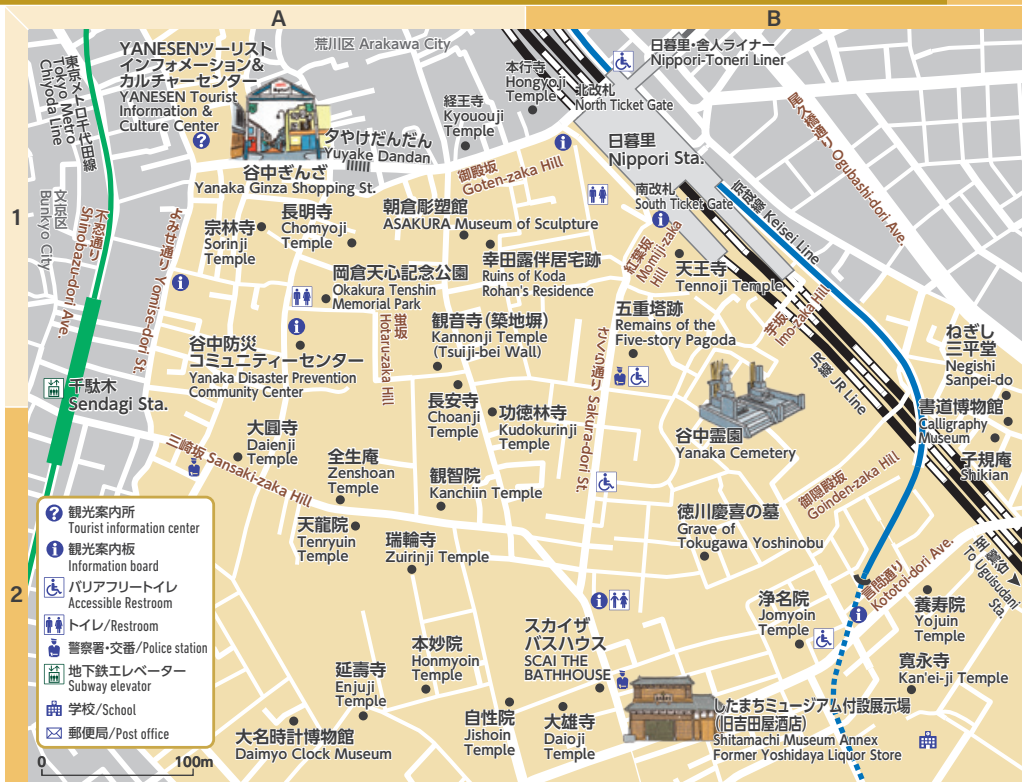 A
B
1
2
YANESENツーリスト
インフォメーション&
カルチャーセンター
YANESEN Tourist
Information &
Culture Center
荒川区 Arakawa City
東京メトロ千代田線
Tokyo Metro
Chiyoda Line
文京区
Bunkyo City
不忍通り
Shinobazu-dori Ave.
よみせ通り Yomise-dori St.
夕やけだんだん
Yuyake Dandan
谷中ぎんざ
Yanaka Ginza Shopping St.
経王寺
Kyououji
Temple
本行寺
Hongyoji
Temple
北改札
North Ticket Gate
日暮里・舎人ライナー
Nippori-Toneri Liner
日暮里
Nippori Sta.
南改札
South Ticket Gate
京成線 Keisei Line
尾久橋通り Ogubashi-dori Ave.
御殿坂
Goten-zaka Hill
宗林寺
Sorinji
Temple
長明寺
Chomyoji
Temple
朝倉彫塑館
ASAKURA Museum of Sculpture
幸田露伴居宅跡
Ruins of Koda
Rohan's Residence
紅葉坂
Momiji-zaka
Hill
天王寺
Tennoji Temple
芋坂
Imo-zaka Hill
JR線 JR Line
岡倉天心記念公園
Okakura Tenshin
Memorial Park
蛍坂
Hotaru-zaka Hill
観音寺(築地塀)
Kannonji Temple
(Tsuiji-bei Wall)
五重塔跡
Remains of the
Five-story Pagoda
さくら通り Sakura-dori St.
谷中防災
コミュニティーセンター
Yanaka Disaster Prevention
Community Center
千駄木
Sendagi Sta.
ねぎし
三平堂
Negishi
Sanpei-do
書道博物館
Calligraphy
Museum
子規庵
Shikian
谷中霊園
Yanaka Cemetery
長安寺
Choanji
Temple
功徳林寺
Kudokurinji
Temple
大圓寺
Daienji
Temple
三崎坂 Sansaki-zaka Hill
全生庵
Zenshoan
Temple
観智院
Kanchiin Temple
御隠殿坂
Goinden-zaka Hill
徳川慶喜の墓
Grave of
Tokugawa Yoshinobu
天龍院
Tenryuin
Temple
瑞輪寺
Zuirinji Temple
至 鶯谷
To Uguisudani
Sta.
言問通り
Kototoi-dori Ave.
浄名院
Jomyoin
Temple
養寿院
Yojuin
Temple
寛永寺
Kan'ei-ji Temple
スカイザ
バスハウス
SCAI THE
BATHHOUSE
本妙院
Honmyoin
Temple
延壽寺
Enjuji
Temple
自性院
Jishoin
Temple
大雄寺
Daioji
Temple
大名時計博物館
Daimyo Clock Museum
したまちミュージアム付設展示場
(旧吉田屋酒店)
Shitamachi Museum Annex
Former Yoshidaya Liquor Store
観光案内所
Tourist information center
観光案内板
Information board
バリアフリートイレ
Accessible Restroom
トイレ/Restroom
警察署・交番/Police station
地下鉄エレベーター
Subway elevator
学校/School
郵便局/Post office
0 100m